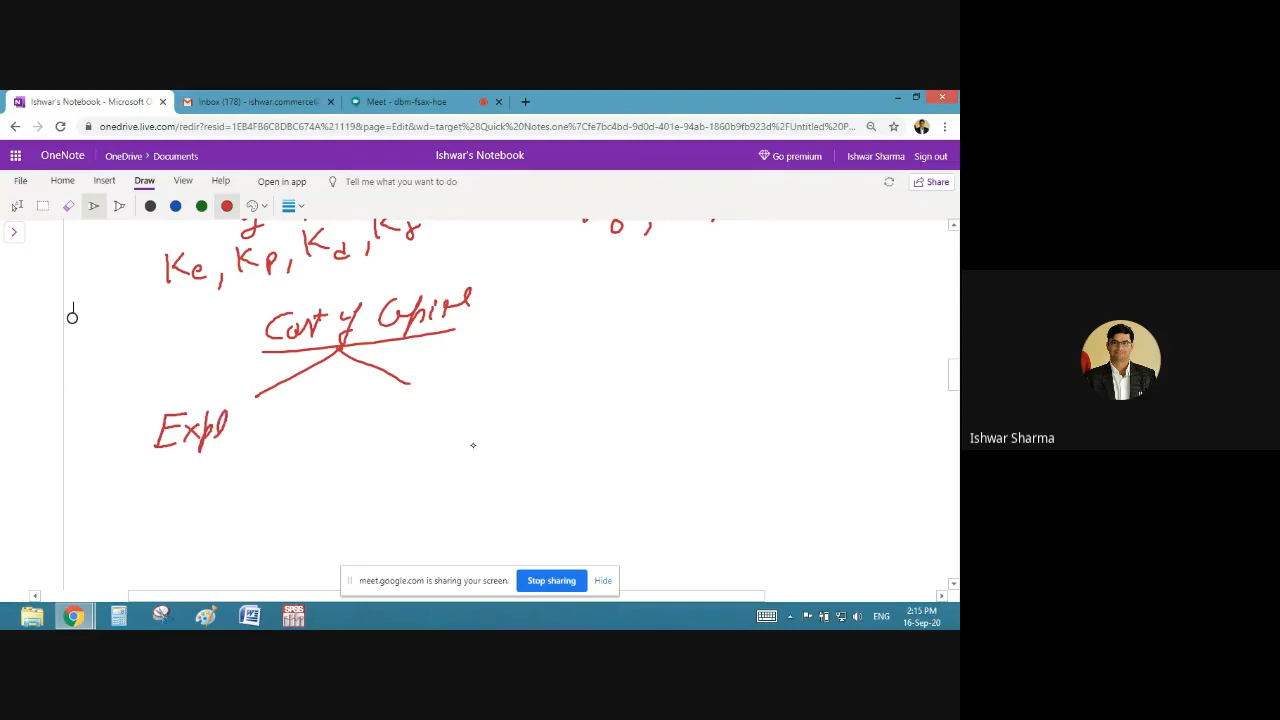 Ishwar's Notebook - Microsoft O
Inbox (178) - ishwar.commerce@
Meet - dbm-fsax-hoe
onedrive.live.com/redir?resid=1EB4FB6C8DBC674A%21119&page=Edit&wd=target%28Quick%20Notes.one%7Cfe7bc4bd-9d0d-401e-94ab-1860b9fb923d%2FUntitled%20P...
OneNote
OneDrive > Documents
Ishwar's Notebook
Go premium
Ishwar Sharma
Sign out
File
Home
Insert
Draw
View
Help
Open in app
Tell me what you want to do
Share
Ke, Kp, Kd, Kr
Cost of Capital
Expl
Ishwar Sharma
meet.google.com is sharing your screen.
Stop sharing
Hide
SPSS
ENG
2:15 PM
16-Sep-20